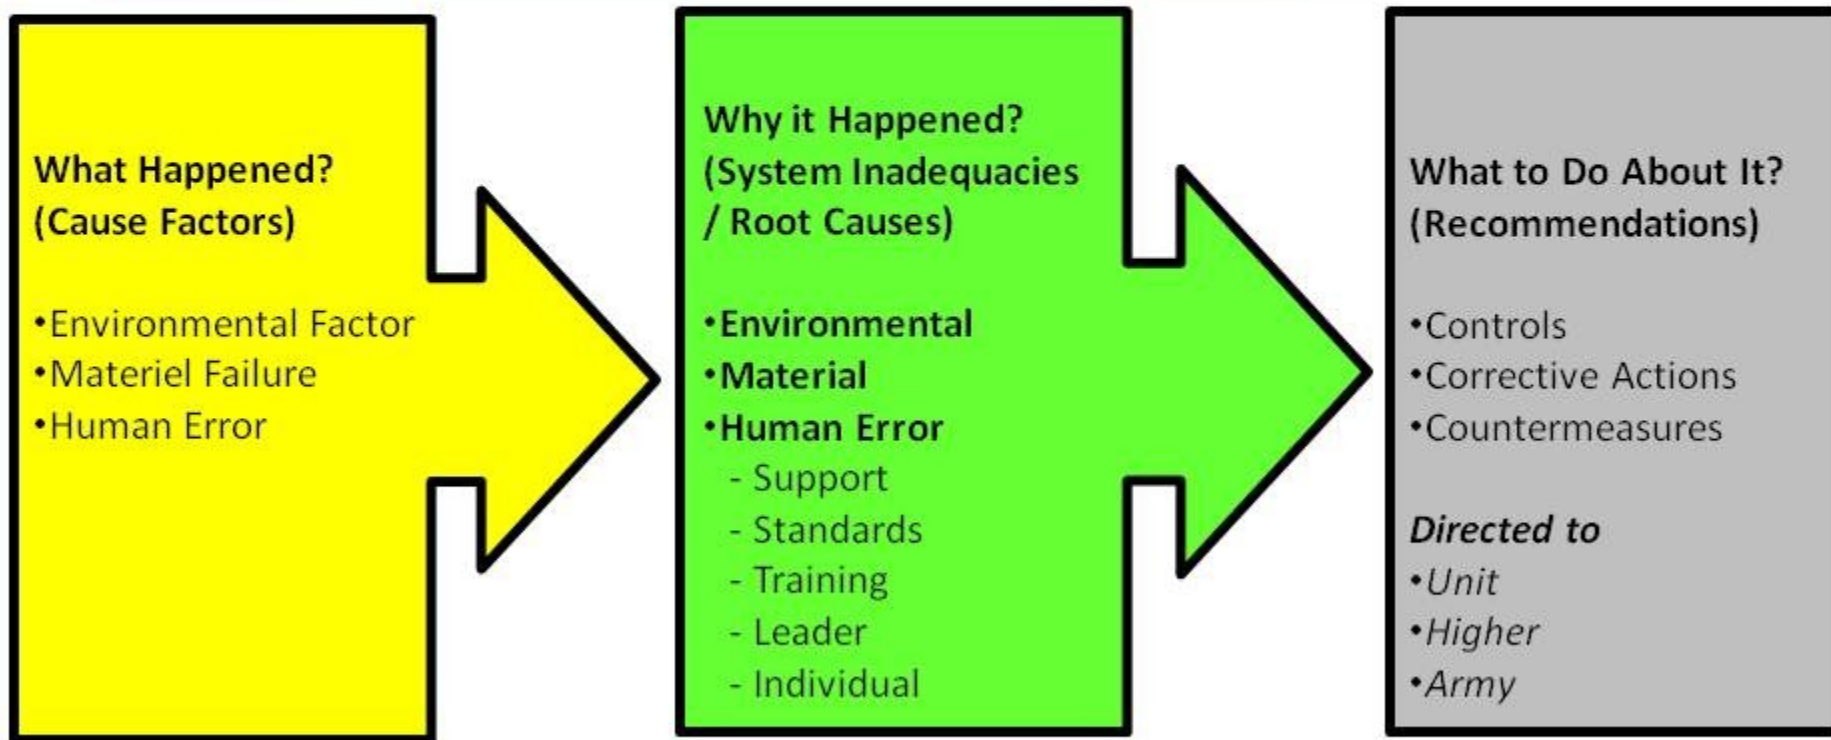 What Happened?
(Cause Factors)
•Environmental Factor
•Materiel Failure
•Human Error
Why it Happened?
(System Inadequacies
/ Root Causes)
•Environmental
•Material
•Human Error
- Support
- Standards
- Training
- Leader
- Individual
What to Do About It?
(Recommendations)
•Controls
•Corrective Actions
•Countermeasures
Directed to
•Unit
•Higher
•Army